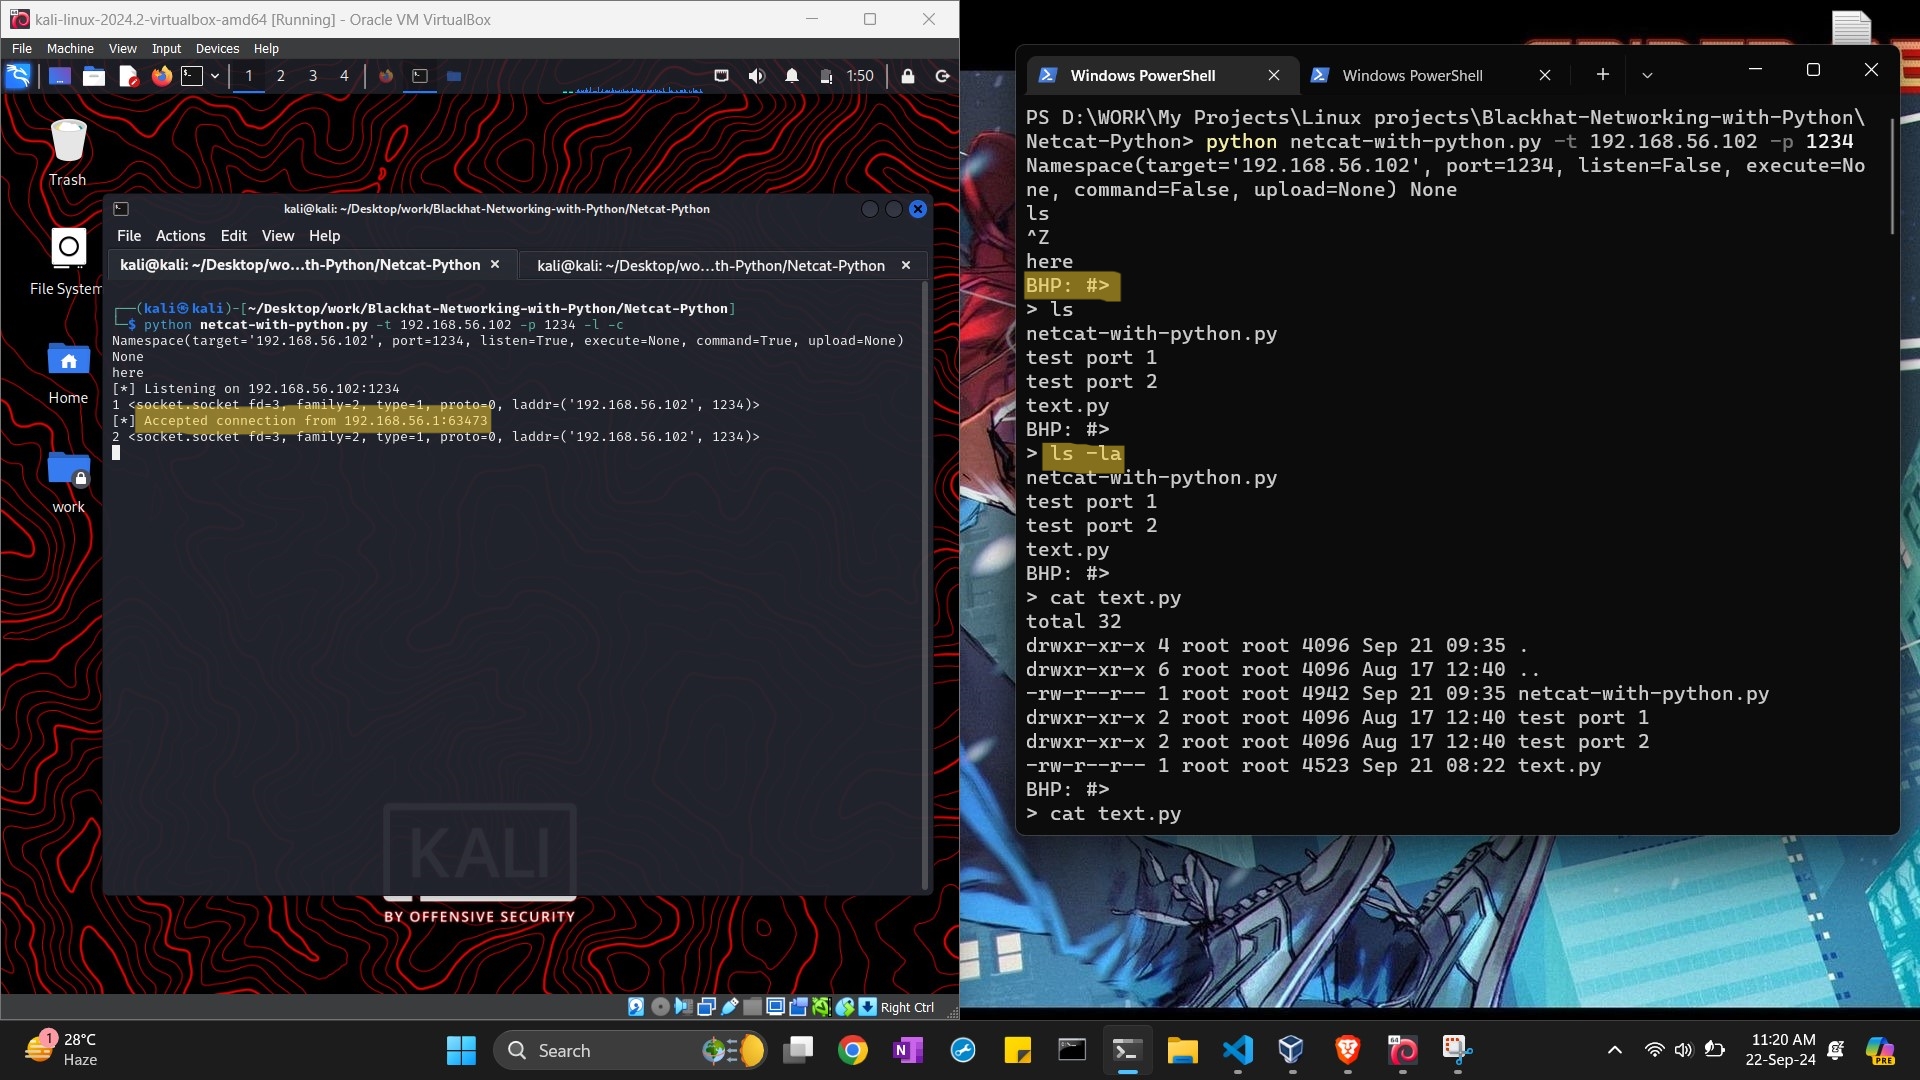 kali-linux-2024.2-virtualbox-amd64 [Running] - Oracle VM VirtualBox
File Machine View Input Devices Help
1 2 3 4 1:50
Trash
File System
Home
work
kali@kali: ~/Desktop/work/Blackhat-Networking-with-Python/Netcat-Python
File Actions Edit View Help
kali@kali: ~/Desktop/wo...th-Python/Netcat-Python × kali@kali: ~/Desktop/wo...th-Python/Netcat-Python ×
┌──(kali㉿kali)-[~/Desktop/work/Blackhat-Networking-with-Python/Netcat-Python]
└─$ python netcat-with-python.py -t 192.168.56.102 -p 1234 -l -c
Namespace(target='192.168.56.102', port=1234, listen=True, execute=None, command=True, upload=None)
None
here
[*] Listening on 192.168.56.102:1234
1 <socket.socket fd=3, family=2, type=1, proto=0, laddr=('192.168.56.102', 1234)>
[*] Accepted connection from 192.168.56.1:63473
2 <socket.socket fd=3, family=2, type=1, proto=0, laddr=('192.168.56.102', 1234)>
KALI
BY OFFENSIVE SECURITY
Right Ctrl
Windows PowerShell Windows PowerShell
PS D:\WORK\My Projects\Linux projects\Blackhat-Networking-with-Python\
Netcat-Python> python netcat-with-python.py -t 192.168.56.102 -p 1234
Namespace(target='192.168.56.102', port=1234, listen=False, execute=No
ne, command=False, upload=None) None
ls
^Z
here
BHP: #>
> ls
netcat-with-python.py
test port 1
test port 2
text.py
BHP: #>
> ls -la
netcat-with-python.py
test port 1
test port 2
text.py
BHP: #>
> cat text.py
total 32
drwxr-xr-x 4 root root 4096 Sep 21 09:35 .
drwxr-xr-x 6 root root 4096 Aug 17 12:40 ..
-rw-r--r-- 1 root root 4942 Sep 21 09:35 netcat-with-python.py
drwxr-xr-x 2 root root 4096 Aug 17 12:40 test port 1
drwxr-xr-x 2 root root 4096 Aug 17 12:40 test port 2
-rw-r--r-- 1 root root 4523 Sep 21 08:22 text.py
BHP: #>
> cat text.py
1 28°C
Haze
Search
64
11:20 AM
22-Sep-24
PRE